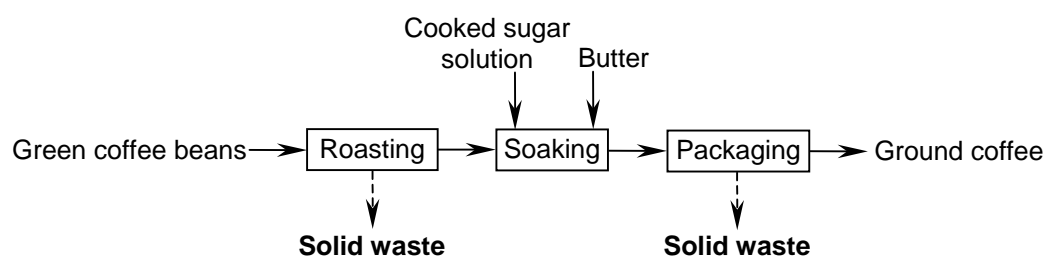 Cooked sugar
solution
Butter
Green coffee beans
Roasting
Soaking
Packaging
Ground coffee
Solid waste
Solid waste